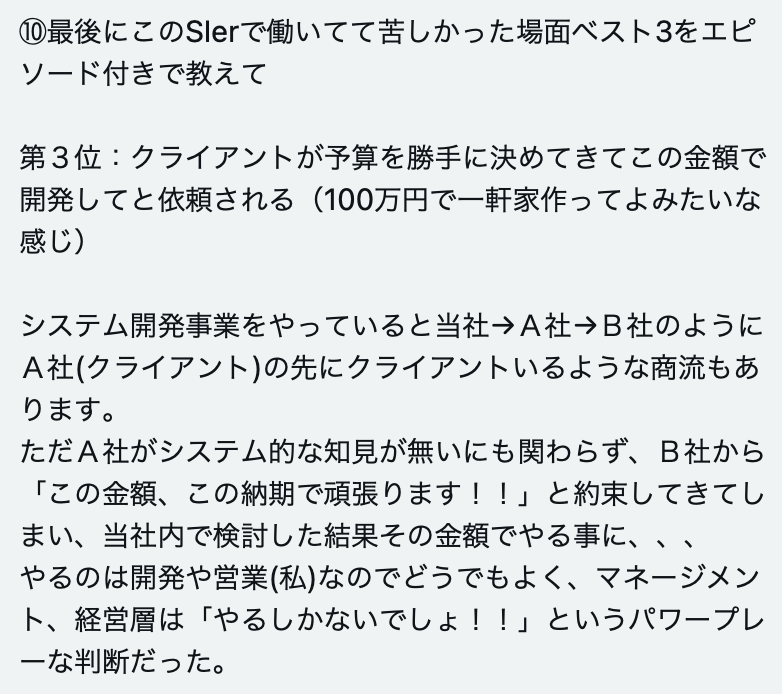 ⑩最後にこのSIerで働いてて苦しかった場面ベスト3をエピ
ソード付きで教えて
第３位：クライアントが予算を勝手に決めてきてこの金額で
開発してと依頼される（100万円で一軒家作ってよみたいな
感じ）
システム開発事業をやっていると当社→Ａ社→Ｂ社のように
Ａ社(クライアント)の先にクライアントいるような商流もあ
ります。
ただＡ社がシステム的な知見が無いにも関わらず、Ｂ社から
「この金額、この納期で頑張ります！！」と約束してきてし
まい、当社内で検討した結果その金額でやる事に、、、
やるのは開発や営業(私)なのでどうでもよく、マネージメン
ト、経営層は「やるしかないでしょ！！」というパワープレ
ーな判断だった。